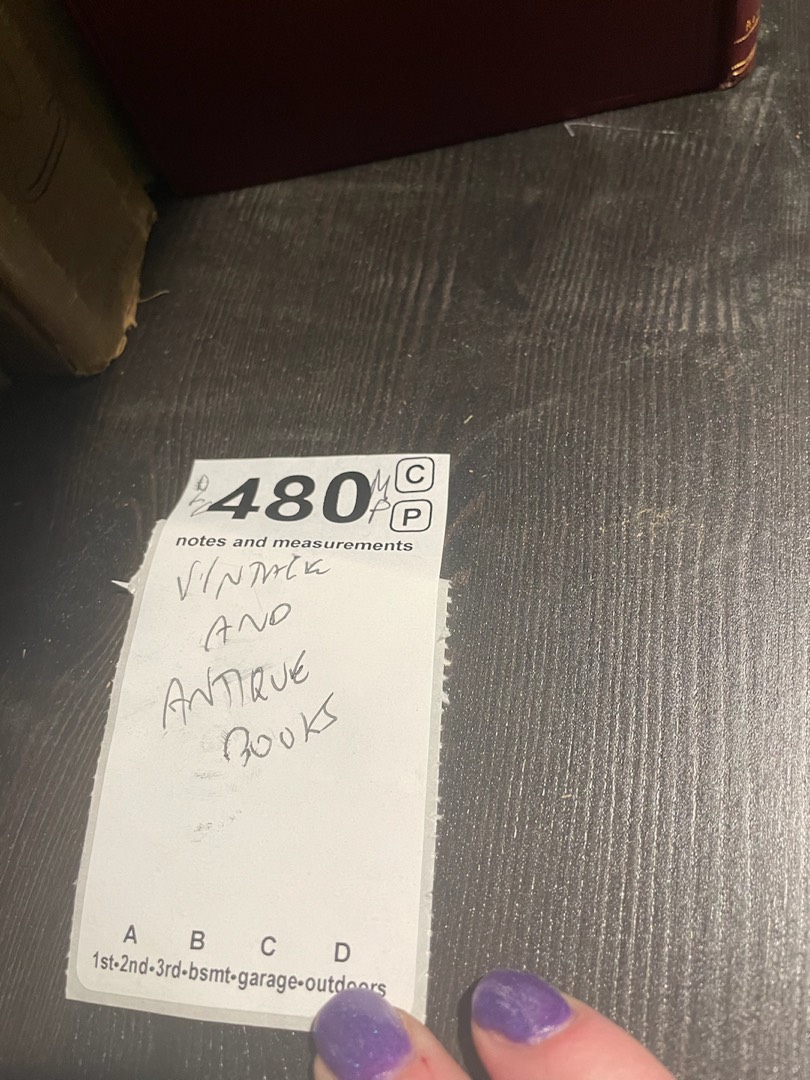 480 C
P
notes and measurements
VINTAGE
AND
ANTIQUE
BOOKS
A B C D
1st•2nd•3rd•bsmt•garage•outdoors